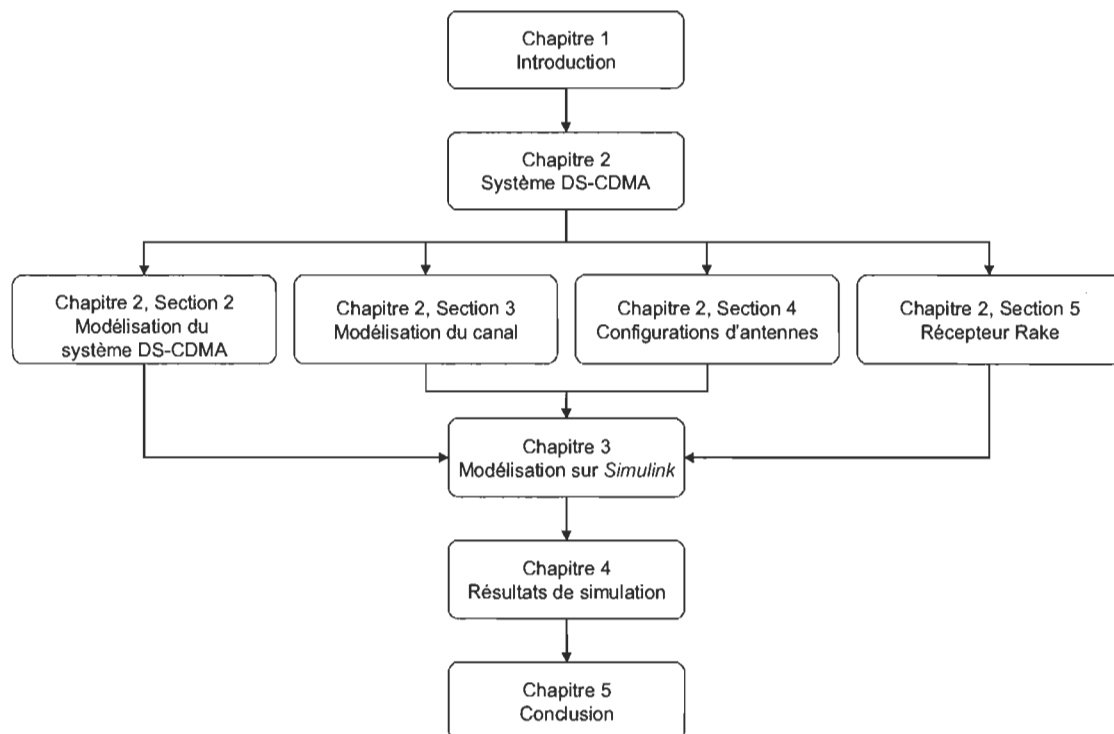 Chapitre 1
Introduction
Chapitre 2
Système DS-CDMA
Chapitre 2, Section 2
Modélisation du
système DS-CDMA
Chapitre 2, Section 3
Modélisation du canal
Chapitre 2, Section 4
Configurations d'antennes
Chapitre 2, Section 5
Récepteur Rake
Chapitre 3
Modélisation sur Simulink
Chapitre 4
Résultats de simulation
Chapitre 5
Conclusion